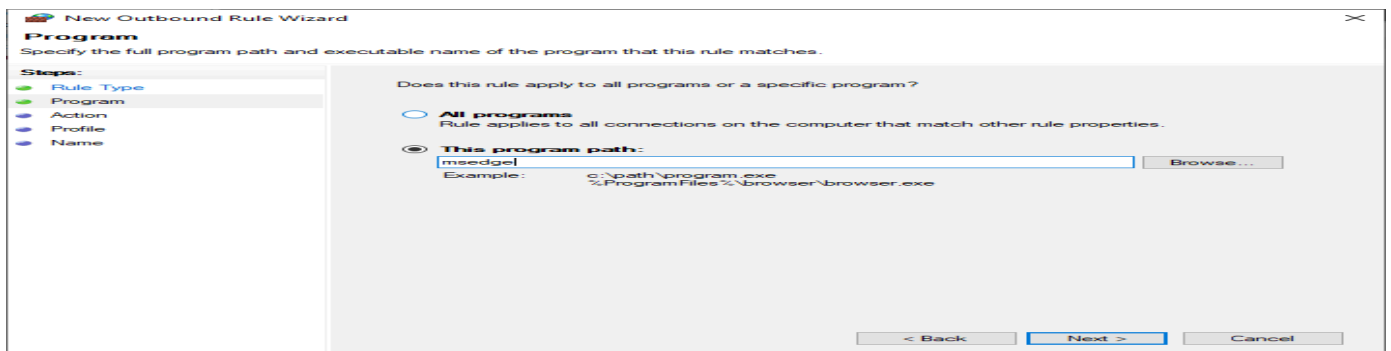 New Outbound Rule Wizard
Program
Specify the full program path and executable name of the program that this rule matches.
Steps:
Rule Type
Program
Action
Profile
Name
Does this rule apply to all programs or a specific program?
All programs
Rule applies to all connections on the computer that match other rule properties.
This program path:
msedge
Browse...
Example: c:\path\program.exe
%ProgramFiles%\browser\browser.exe
< Back Next > Cancel